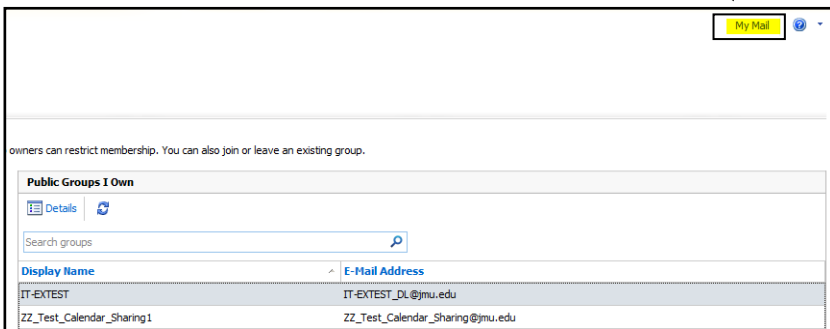 My Mail
owners can restrict membership. You can also join or leave an existing group.
Public Groups I Own
Details
Search groups
Display Name E-Mail Address
IT-EXTEST IT-EXTEST_DL@jmu.edu
ZZ_Test_Calendar_Sharing1 ZZ_Test_Calendar_Sharing@jmu.edu